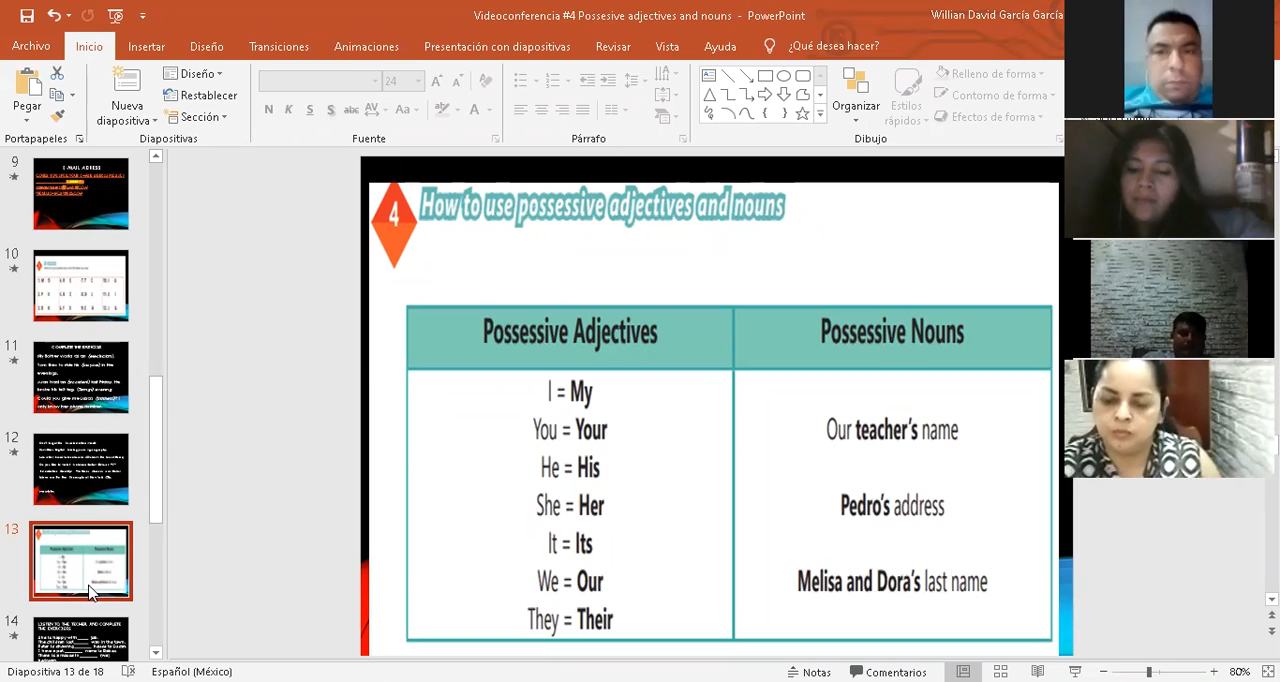 Videoconferencia #4 Possesive adjectives and nouns - PowerPoint
Willian David García García
Archivo Inicio Insertar Diseño Transiciones Animaciones Presentación con diapositivas Revisar Vista Ayuda ¿Qué desea hacer?
Pegar
Nueva diapositiva
Diseño
Restablecer
Sección
24
N K S S abc AV Aa
A
Organizar
Estilos rápidos
Relleno de forma
Contorno de forma
Efectos de forma
Portapapeles Diapositivas Fuente Párrafo Dibujo
9
10
11
12
13
14
4
How to use possessive adjectives and nouns
Possessive Adjectives
Possessive Nouns
I = My
You = Your
He = His
She = Her
It = Its
We = Our
They = Their
Our teacher's name
Pedro's address
Melisa and Dora's last name
Diapositiva 13 de 18 Español (México) Notas Comentarios 80%